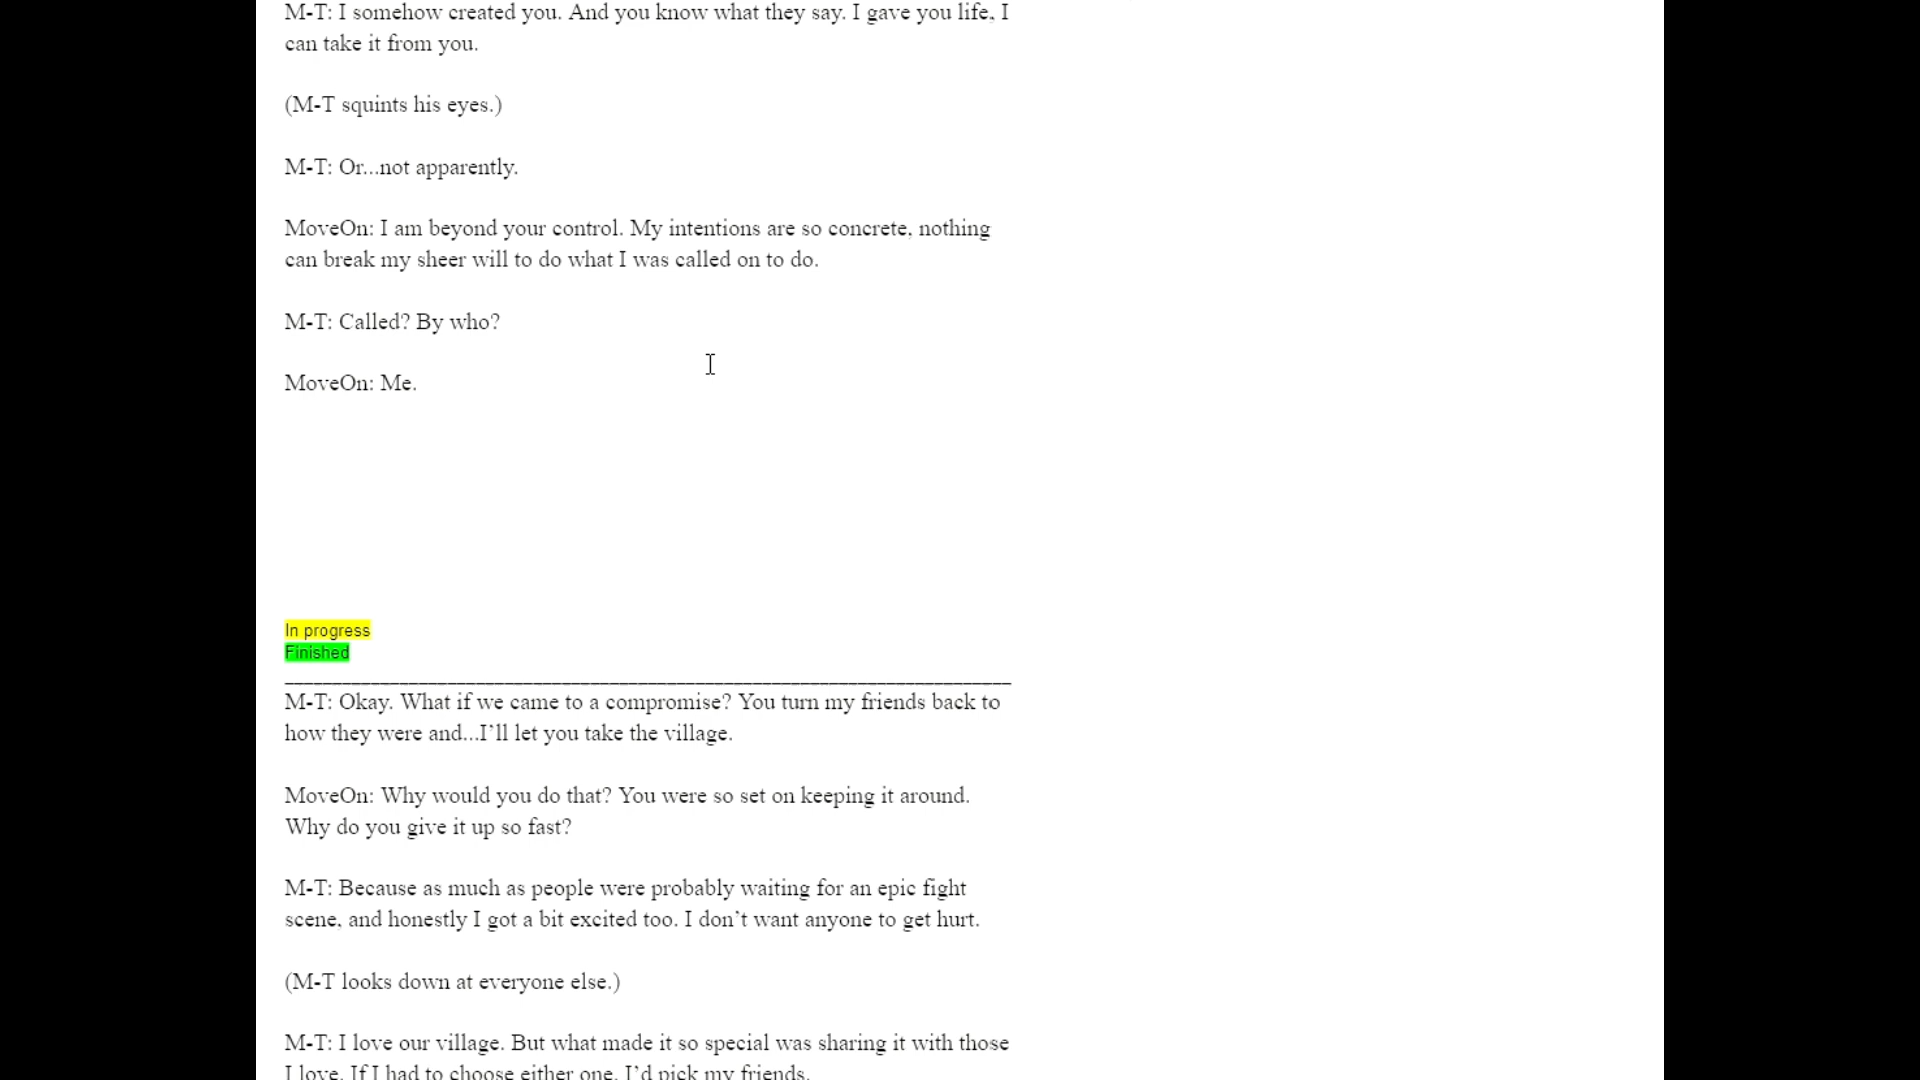 M-T: I somehow created you. And you know what they say. I gave you life, I
can take it from you.
(M-T squints his eyes.)
M-T: Or...not apparently.
MoveOn: I am beyond your control. My intentions are so concrete, nothing
can break my sheer will to do what I was called on to do.
M-T: Called? By who?
MoveOn: Me.
In progress
Finished
M-T: Okay. What if we came to a compromise? You turn my friends back to
how they were and...I’ll let you take the village.
MoveOn: Why would you do that? You were so set on keeping it around.
Why do you give it up so fast?
M-T: Because as much as people were probably waiting for an epic fight
scene, and honestly I got a bit excited too. I don’t want anyone to get hurt.
(M-T looks down at everyone else.)
M-T: I love our village. But what made it so special was sharing it with those
I love. If I had to choose either one, I’d pick my friends.